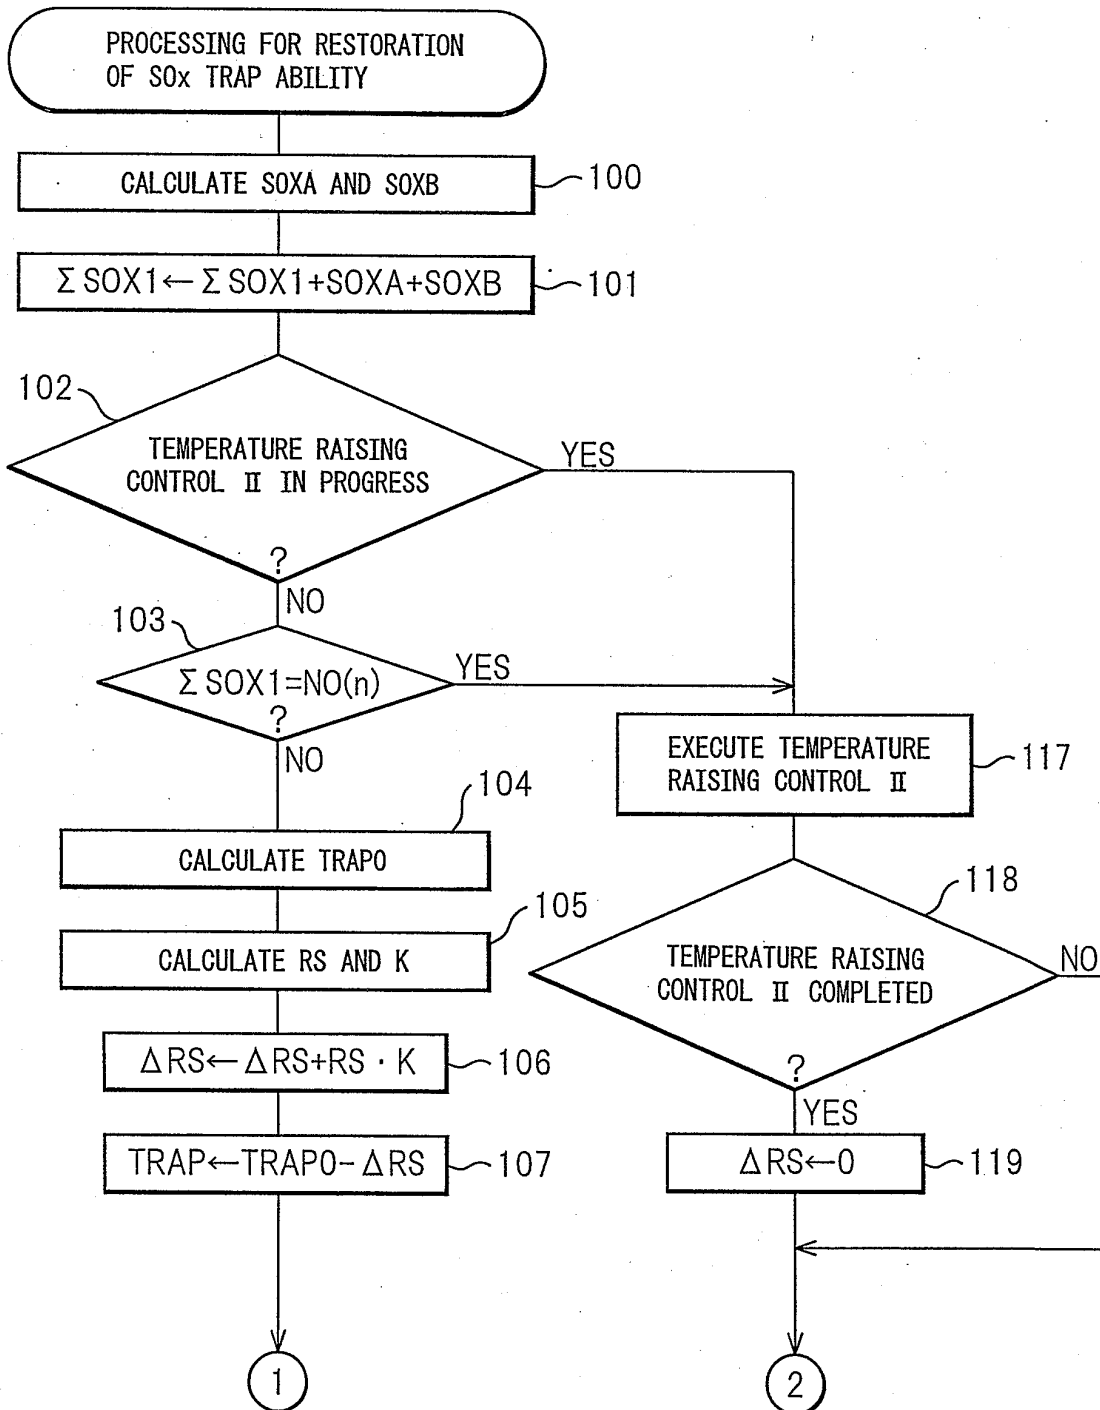 PROCESSING FOR RESTORATION
OF SOx TRAP ABILITY
CALCULATE SOXA AND SOXB
100
Σ SOX1←Σ SOX1+SOXA+SOXB
101
102
TEMPERATURE RAISING
CONTROL Ⅱ IN PROGRESS
?
YES
NO
103
Σ SOX1=NO(n)
?
YES
NO
104
CALCULATE TRAP0
105
CALCULATE RS AND K
ΔRS←ΔRS+RS · K
106
TRAP←TRAP0-ΔRS
107
1
EXECUTE TEMPERATURE
RAISING CONTROL Ⅱ
117
118
TEMPERATURE RAISING
CONTROL Ⅱ COMPLETED
?
NO
YES
ΔRS←0
119
2